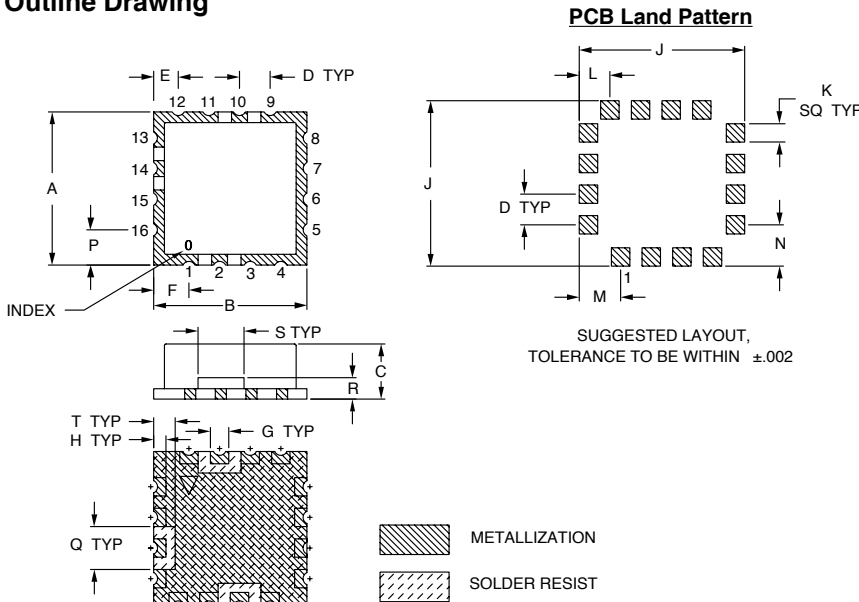 Outline Drawing
PCB Land Pattern
E
D TYP
12 11 10 9
13
14
15
16
8
7
6
5
A
P
0
1 2 3 4
F
B
INDEX
S TYP
C
R
T TYP
H TYP
G TYP
Q TYP
J
L
K
SQ TYP
J
D TYP
N
1
M
SUGGESTED LAYOUT,
TOLERANCE TO BE WITHIN ±.002
METALLIZATION
SOLDER RESIST